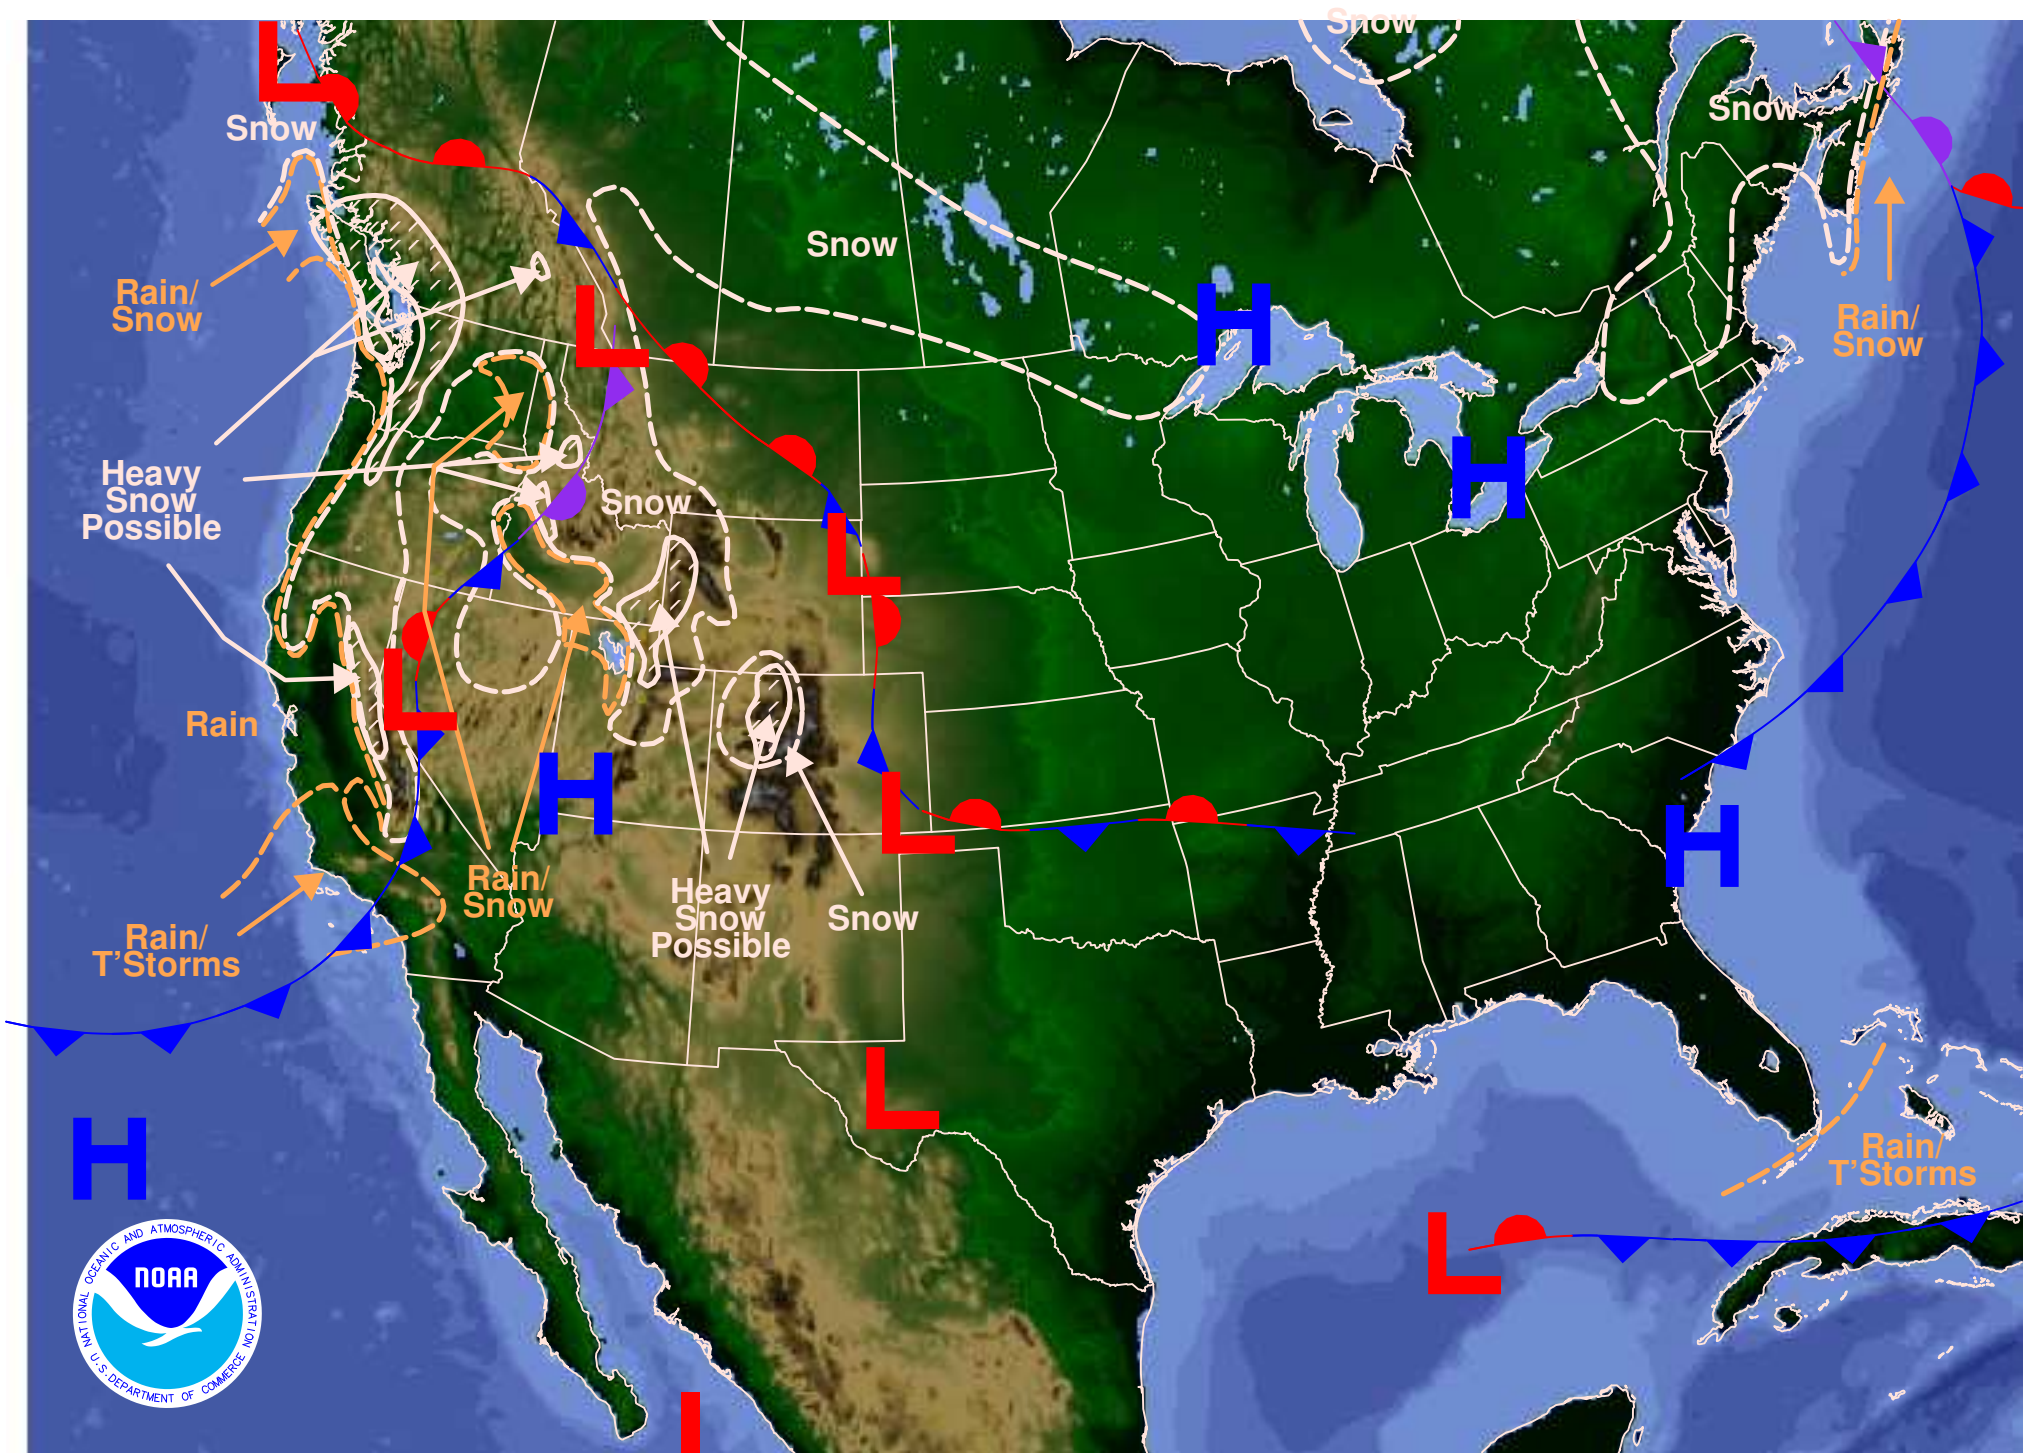 Snow
L
Snow
Snow
Snow
Rain/
Snow
H
L
Rain/
Snow
Heavy
Snow
Possible
H
Snow
L
L
Rain
H
H
L
Rain/
Snow
Heavy
Snow
Possible
Snow
Rain/
T'Storms
L
H
Rain/
T'Storms
L
NATIONAL OCEANIC AND ATMOSPHERIC ADMINISTRATION
NOAA
U.S. DEPARTMENT OF COMMERCE